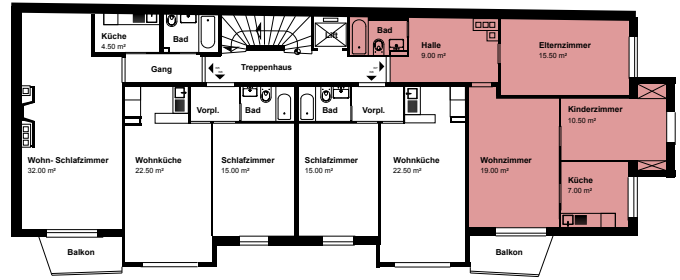 Küche
4.50 m²
Bad
Lift
Bad
Halle
9.00 m²
Elternzimmer
15.50 m²
Gang
Treppenhaus
Kinderzimmer
10.50 m²
Vorpl.
Bad
Bad
Vorpl.
Wohn- Schlafzimmer
32.00 m²
Wohnküche
22.50 m²
Schlafzimmer
15.00 m²
Schlafzimmer
15.00 m²
Wohnküche
22.50 m²
Wohnzimmer
19.00 m²
Küche
7.00 m²
Balkon
Balkon